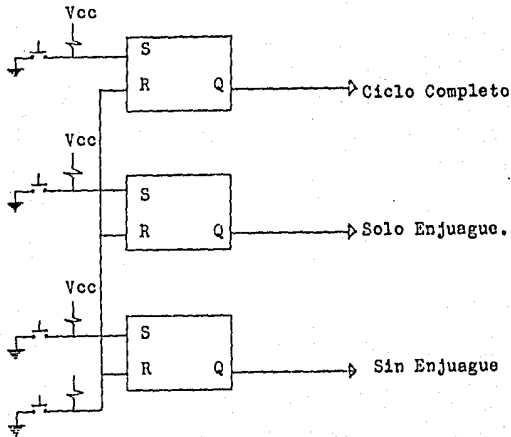 Vcc
S
R Q Ciclo Completo
Vcc
S
R Q Solo Enjuague.
Vcc
S
R Q Sin Enjuague